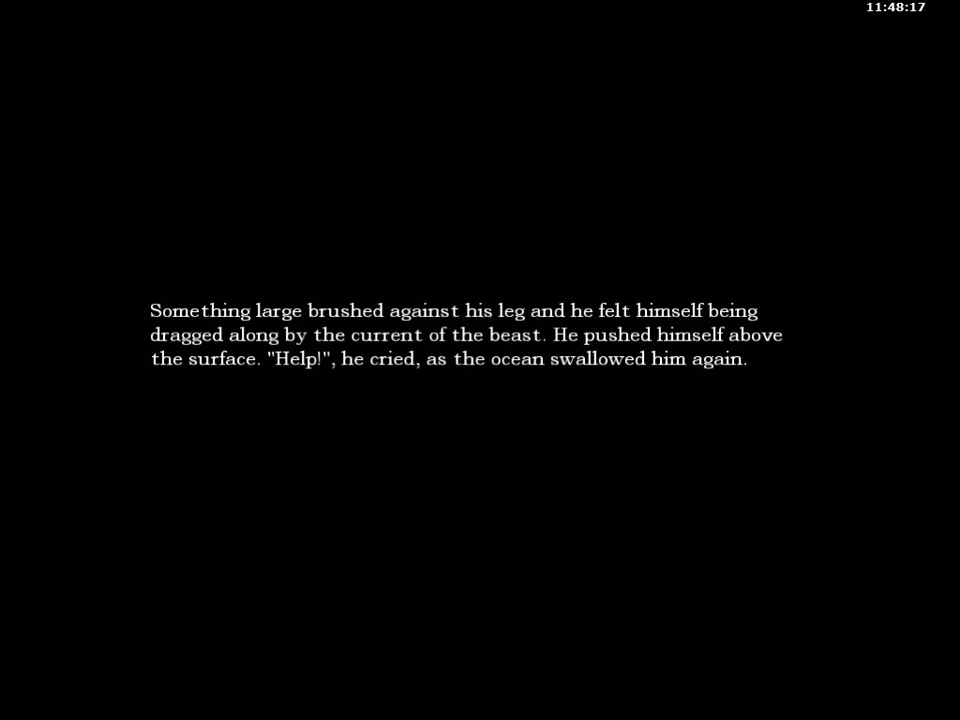 11:48:17
Something large brushed against his leg and he felt himself being
dragged along by the current of the beast. He pushed himself above
the surface. "Help!", he cried, as the ocean swallowed him again.